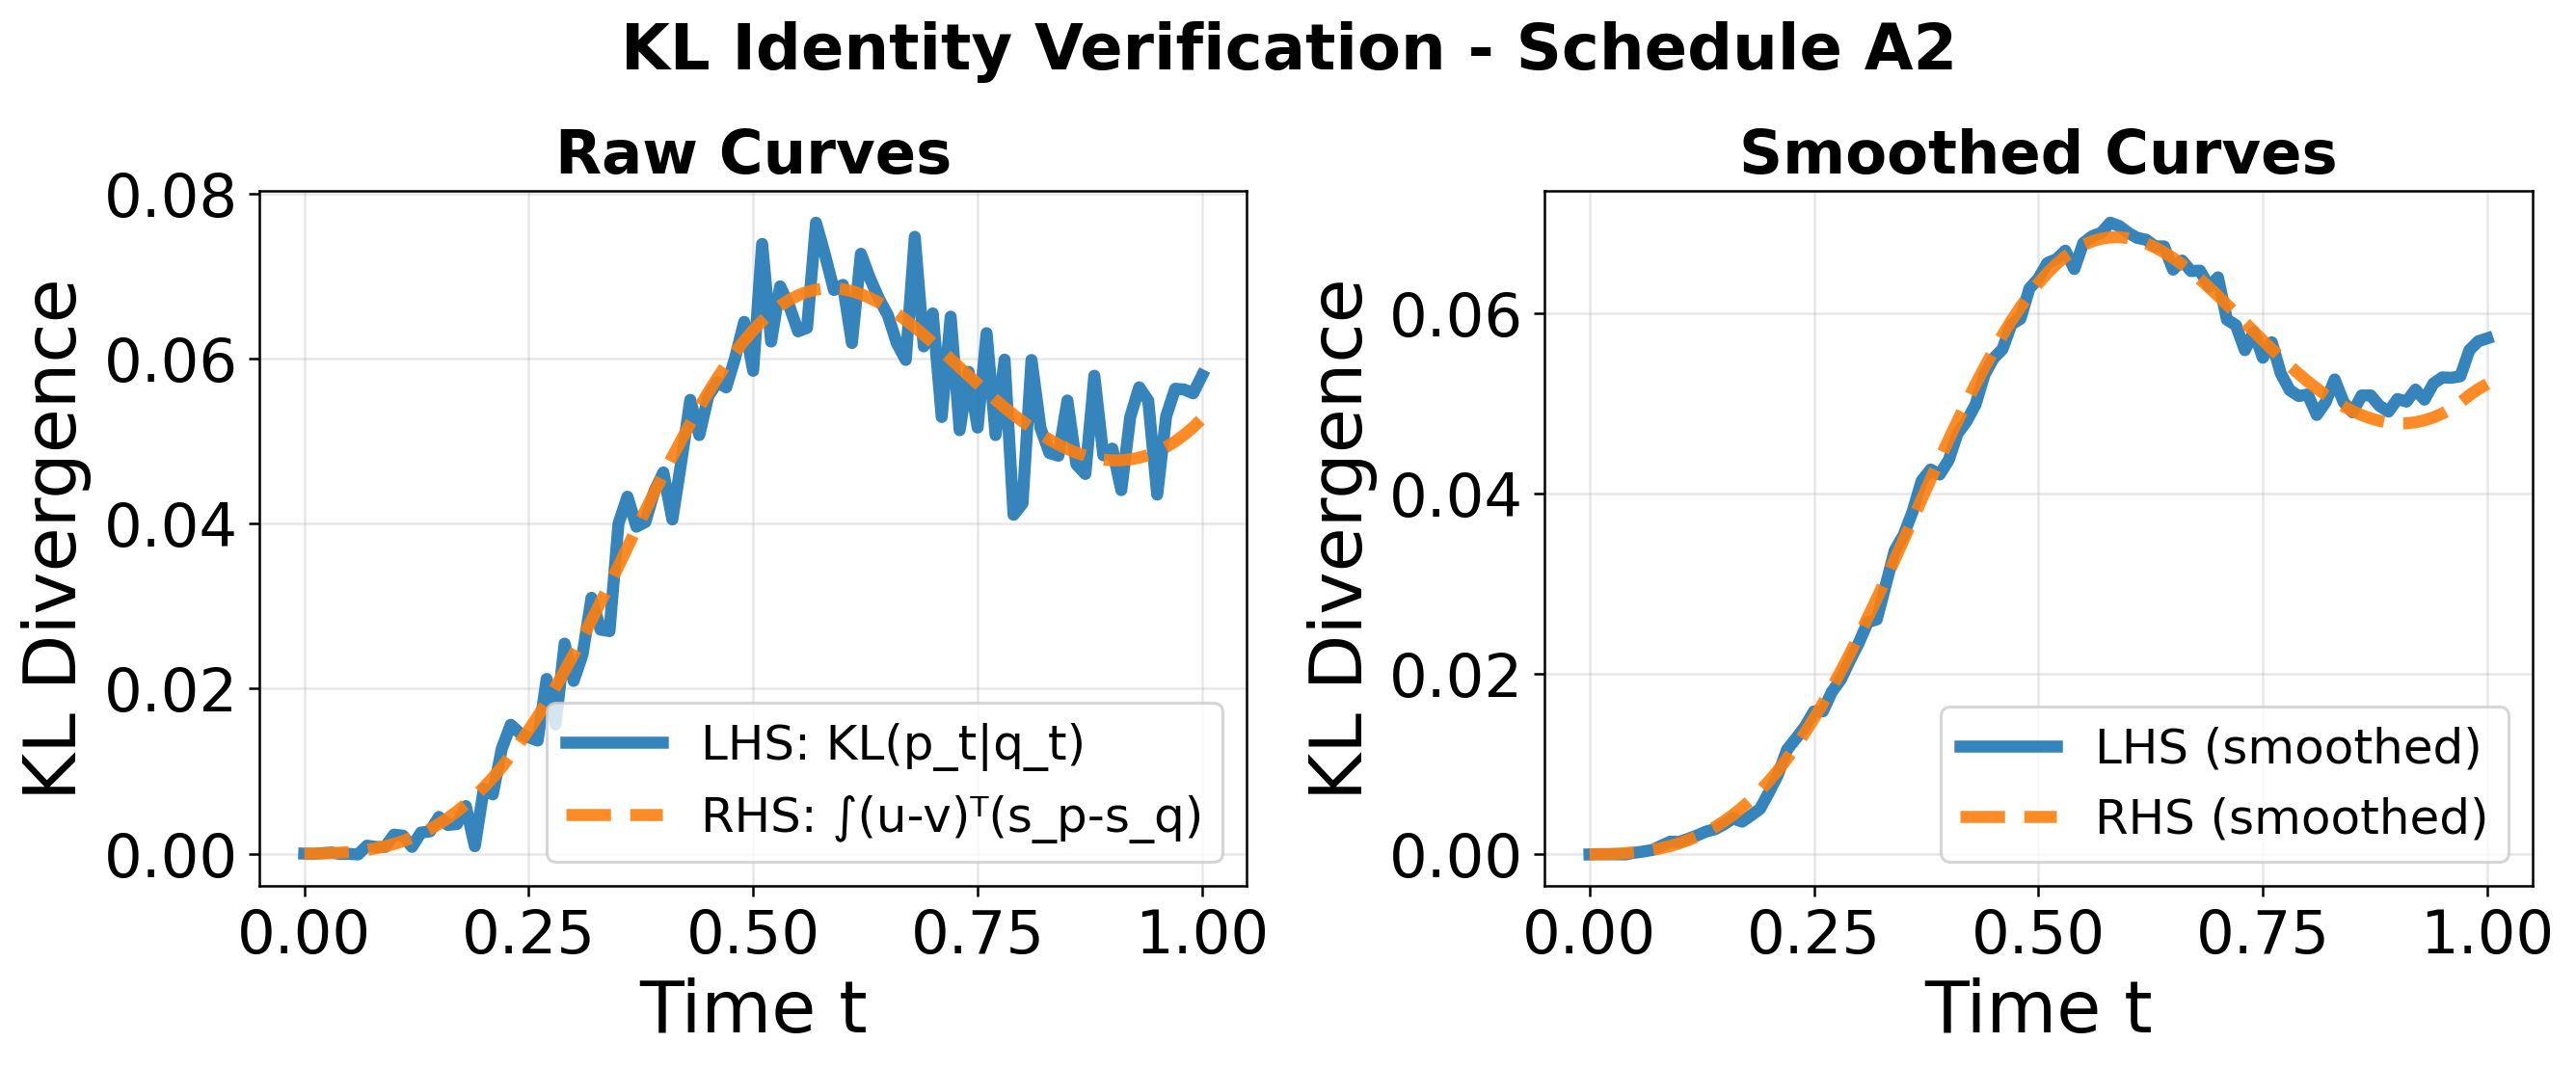 KL Identity Verification - Schedule A2
Raw Curves
KL Divergence
0.08
0.06
0.04
0.02
0.00
0.00 0.25 0.50 0.75 1.00
Time t
LHS: KL(p_t|q_t)
RHS: ∫(u-v)ᵀ(s_p-s_q)
Smoothed Curves
KL Divergence
0.06
0.04
0.02
0.00
0.00 0.25 0.50 0.75 1.00
Time t
LHS (smoothed)
RHS (smoothed)